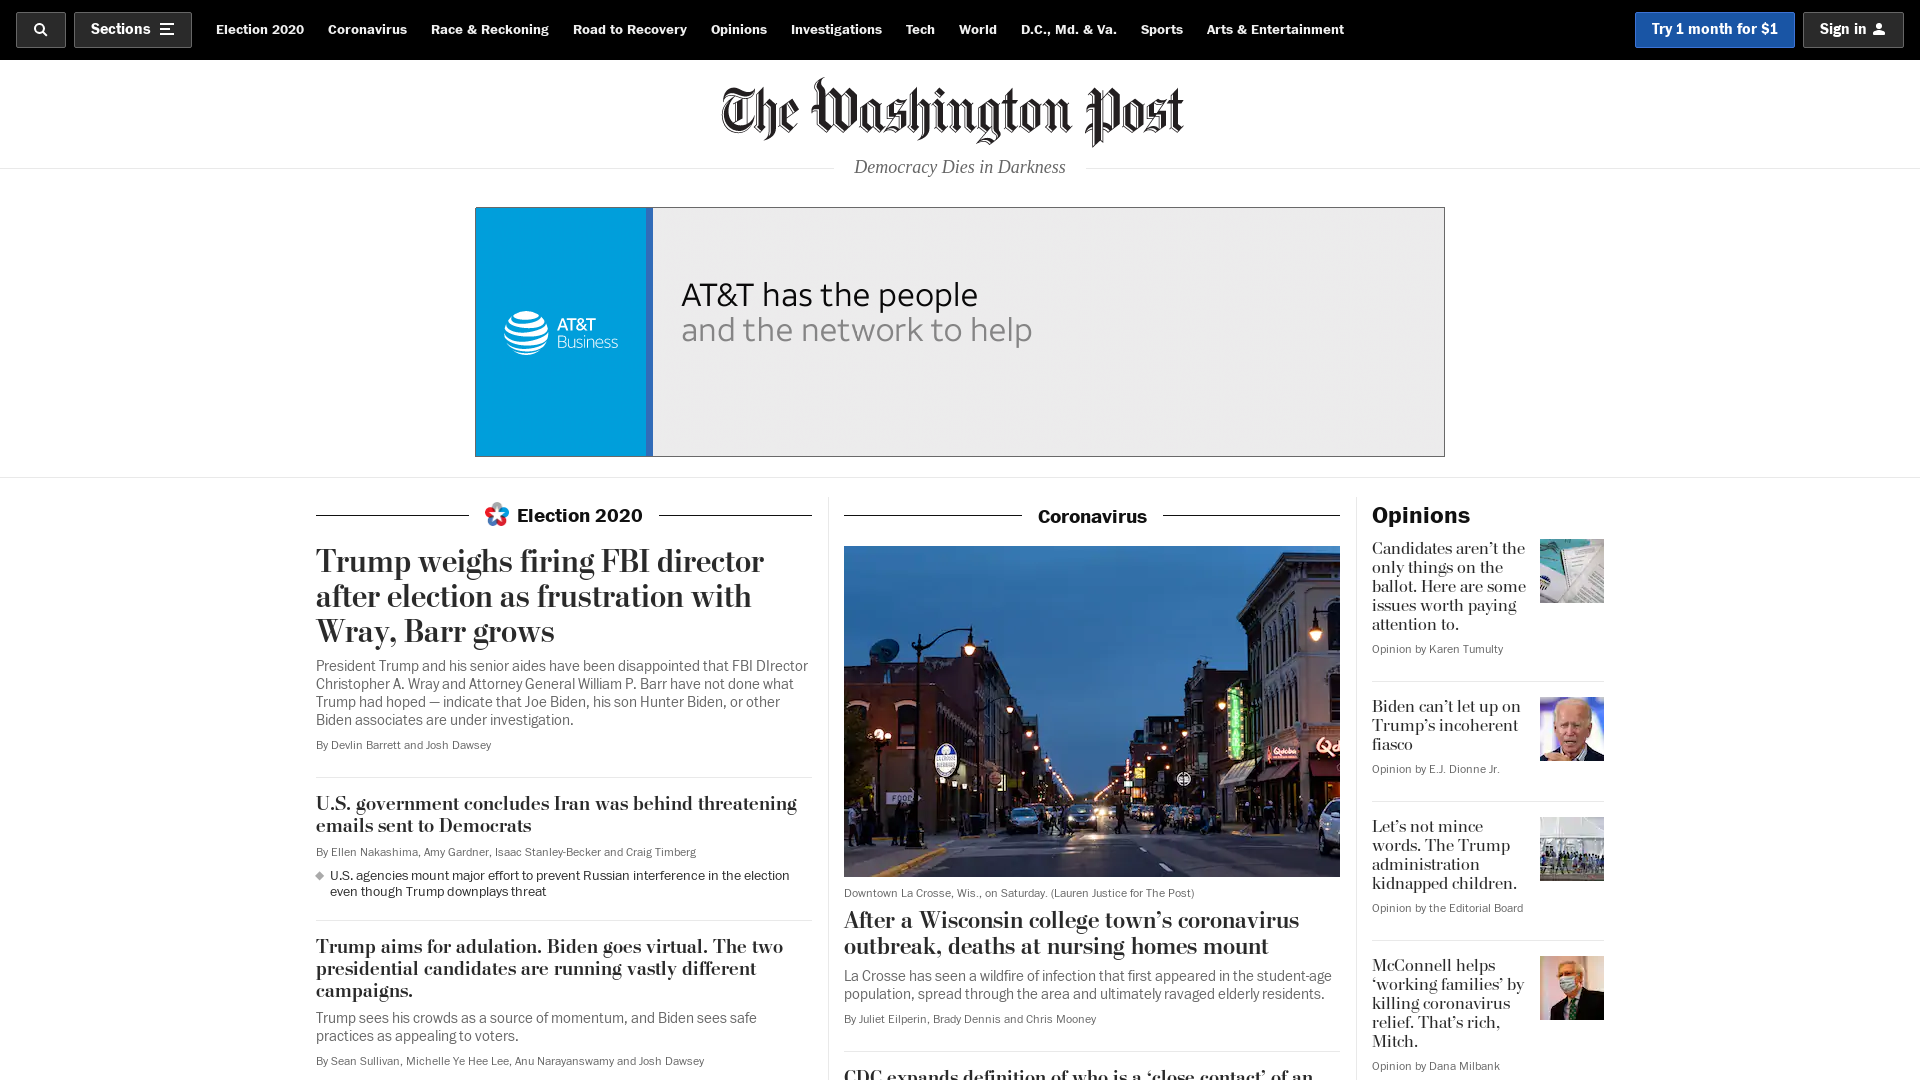 Sections
Election 2020
Coronavirus
Race & Reckoning
Road to Recovery
Opinions
Investigations
Tech
World
D.C., Md. & Va.
Sports
Arts & Entertainment
Try 1 month for $1
Sign in
The Washington Post
Democracy Dies in Darkness
AT&T
Business
AT&T has the people
and the network to help
Election 2020
Trump weighs firing FBI director
after election as frustration with
Wray, Barr grows
President Trump and his senior aides have been disappointed that FBI DIrector
Christopher A. Wray and Attorney General William P. Barr have not done what
Trump had hoped — indicate that Joe Biden, his son Hunter Biden, or other
Biden associates are under investigation.
By Devlin Barrett and Josh Dawsey
U.S. government concludes Iran was behind threatening
emails sent to Democrats
By Ellen Nakashima, Amy Gardner, Isaac Stanley-Becker and Craig Timberg
U.S. agencies mount major effort to prevent Russian interference in the election
even though Trump downplays threat
Trump aims for adulation. Biden goes virtual. The two
presidential candidates are running vastly different
campaigns.
Trump sees his crowds as a source of momentum, and Biden sees safe
practices as appealing to voters.
By Sean Sullivan, Michelle Ye Hee Lee, Anu Narayanswamy and Josh Dawsey
Coronavirus
FOOD
Qdoba
Downtown La Crosse, Wis., on Saturday. (Lauren Justice for The Post)
After a Wisconsin college town’s coronavirus
outbreak, deaths at nursing homes mount
La Crosse has seen a wildfire of infection that first appeared in the student-age
population, spread through the area and ultimately ravaged elderly residents.
By Juliet Eilperin, Brady Dennis and Chris Mooney
CDC expands definition of who is a ‘close contact’ of an
Opinions
Candidates aren’t the
only things on the
ballot. Here are some
issues worth paying
attention to.
Opinion by Karen Tumulty
Biden can’t let up on
Trump’s incoherent
fiasco
Opinion by E.J. Dionne Jr.
Let’s not mince
words. The Trump
administration
kidnapped children.
Opinion by the Editorial Board
McConnell helps
‘working families’ by
killing coronavirus
relief. That’s rich,
Mitch.
Opinion by Dana Milbank